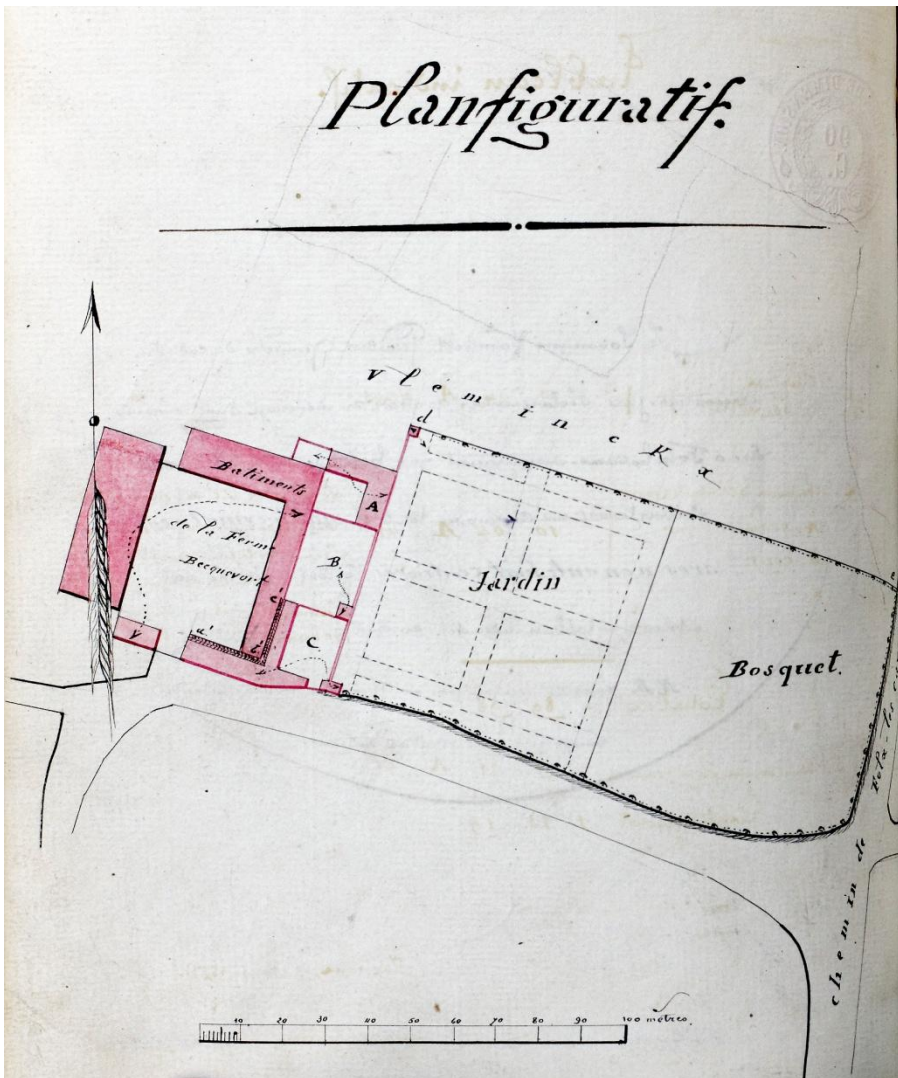 Plan figuratif.
Vléminckx
d
Batiments
A
de la Ferme
Becquevort
B
Jardin
a'
b'
c'
C
y
y
Bosquet.
chemin de
10 20 30 40 50 60 70 80 90 100 mètres